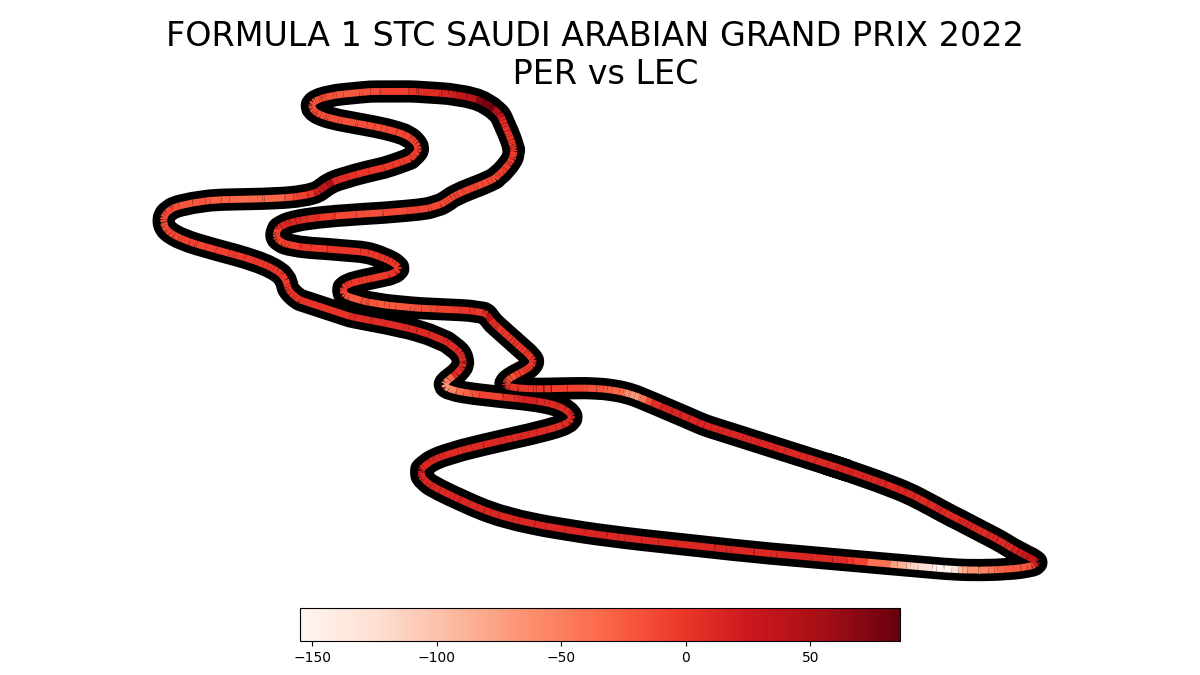 FORMULA 1 STC SAUDI ARABIAN GRAND PRIX 2022
PER vs LEC
−150 −100 −50 0 50